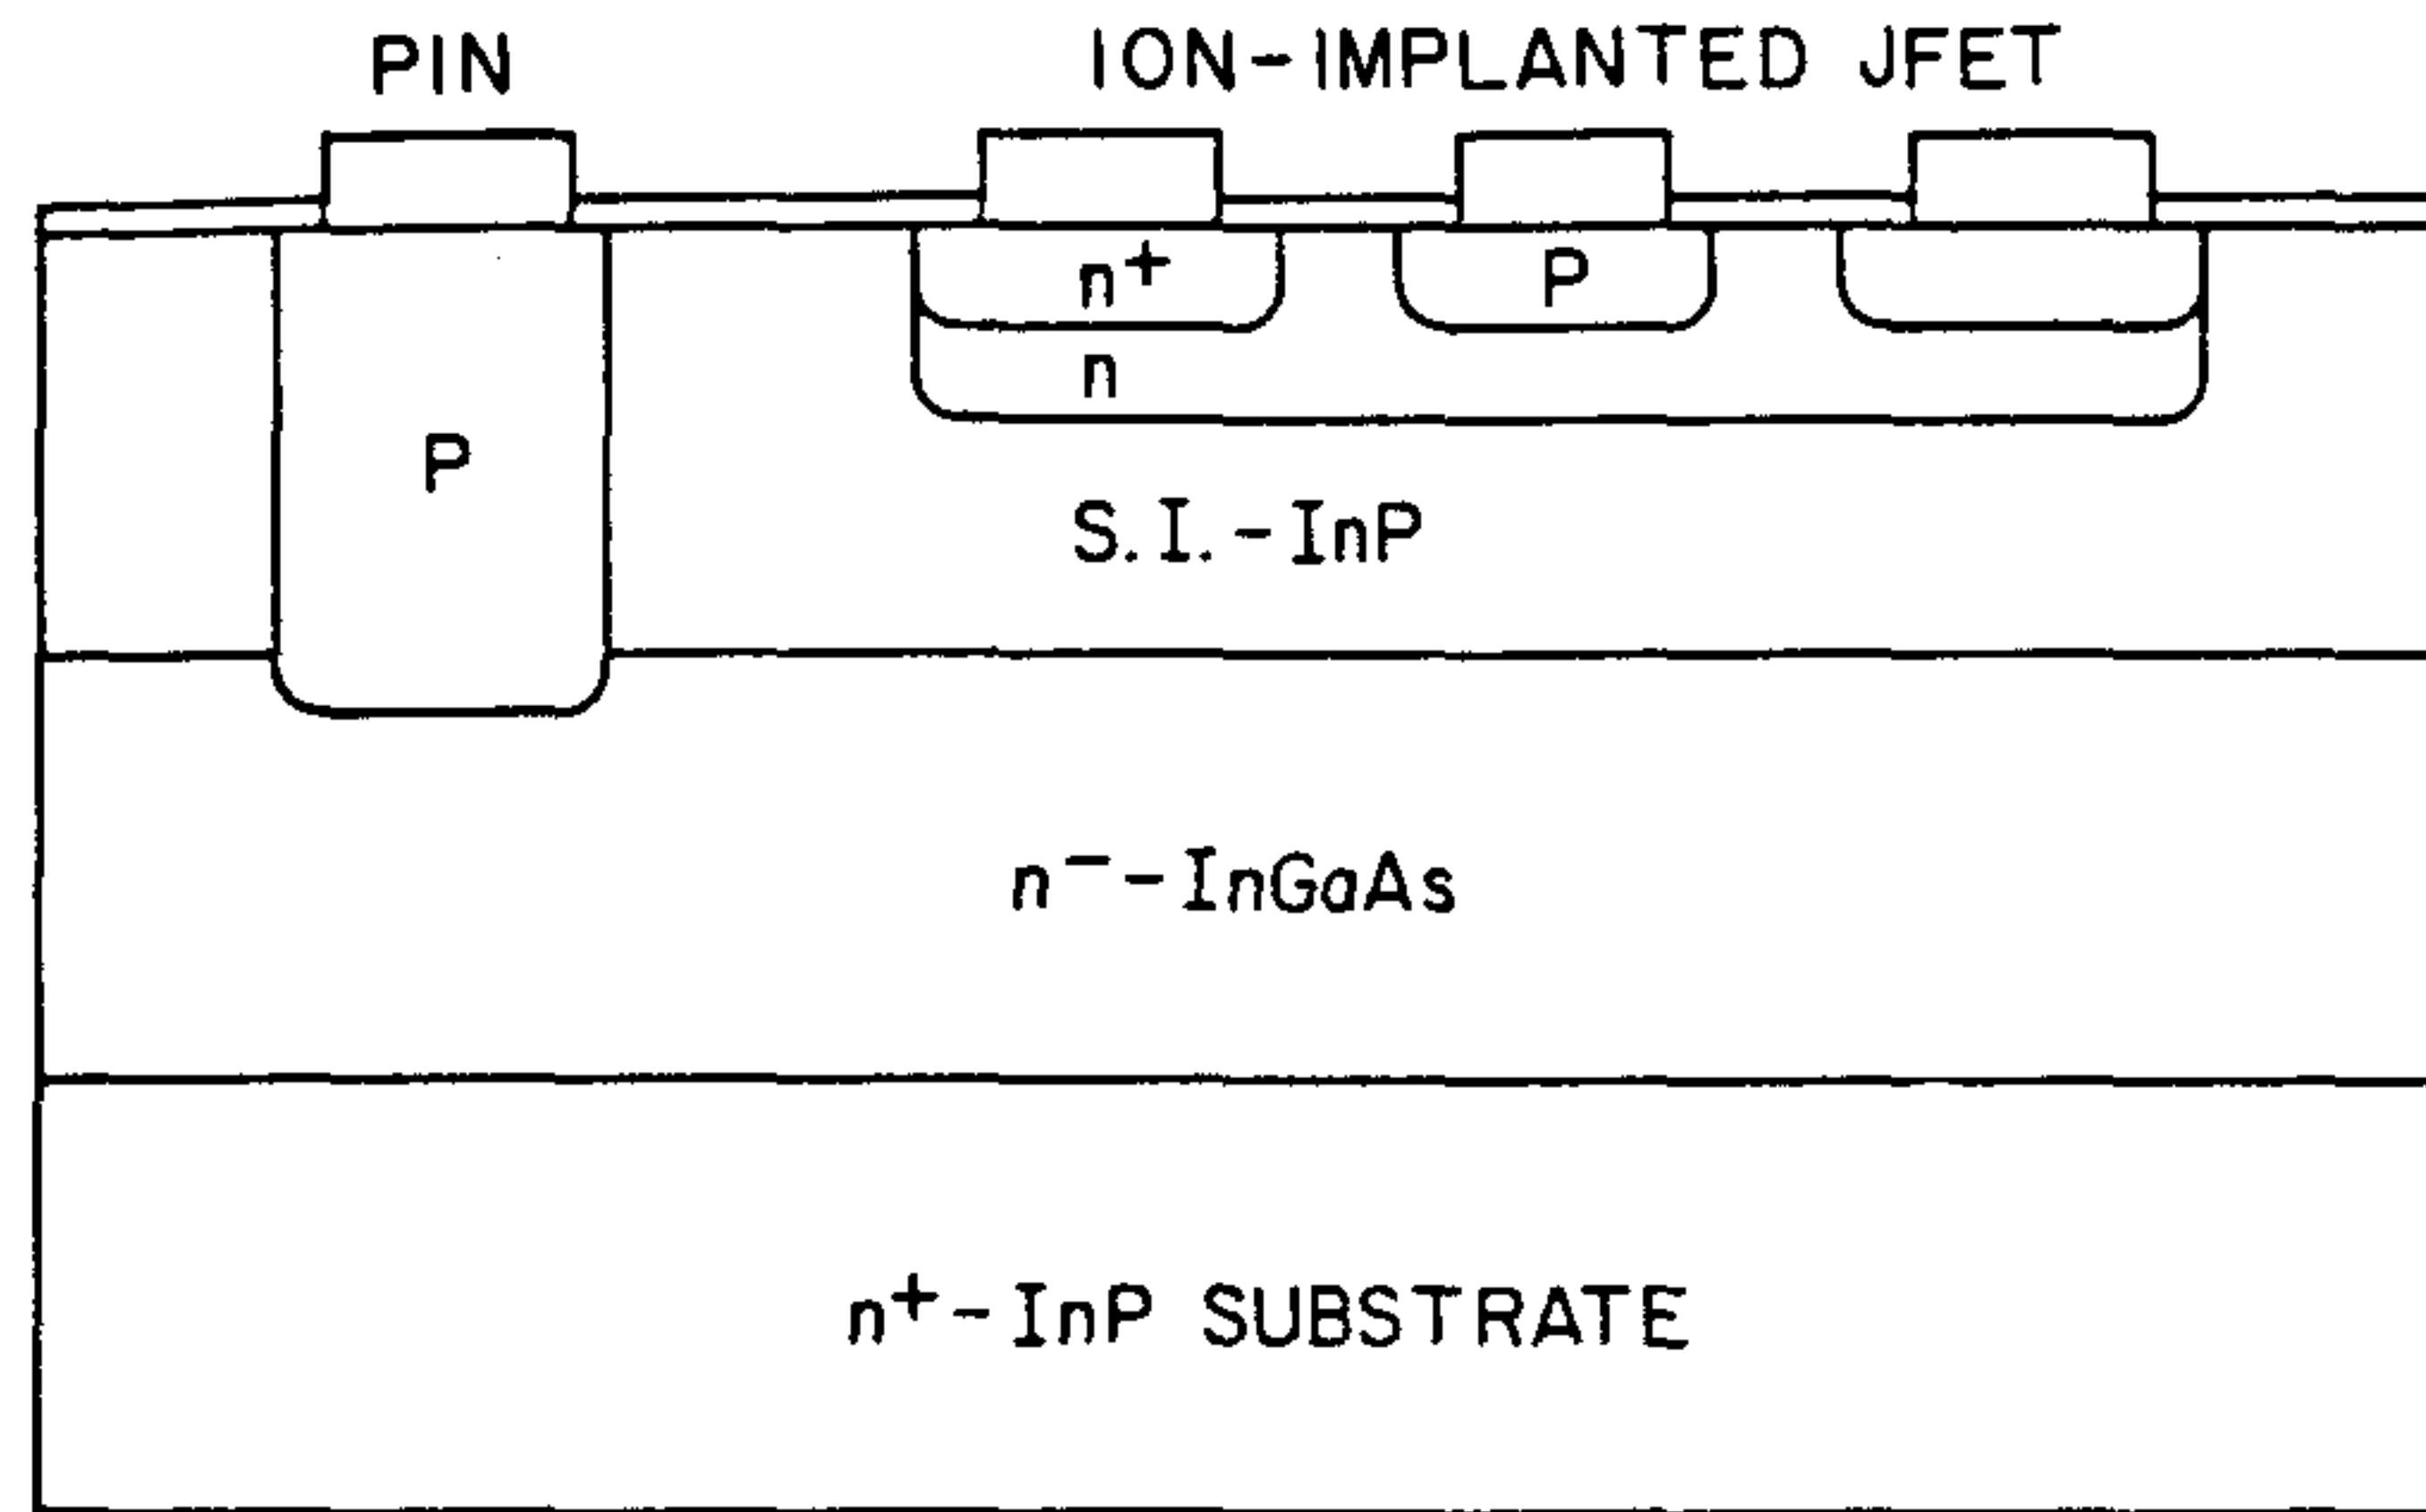 PIN
ION-IMPLANTED JFET
n+
P
n
P
S.I.-InP
n⁻-InGaAs
n+-InP SUBSTRATE